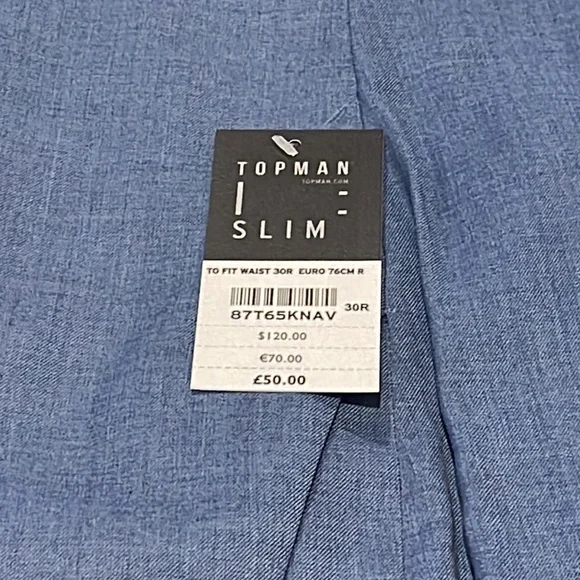 TOPMAN
TOPMAN.COM
SLIM
TO FIT WAIST 30R EURO 76CM R
87T65KNAV 30R
$120.00
€70.00
£50.00